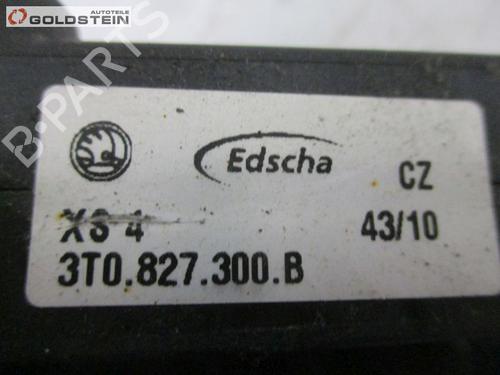 AUTOTEILE
GOLDSTEIN
B-PARTS
Edscha
CZ
XS 4
43/10
3T0.827.300.B